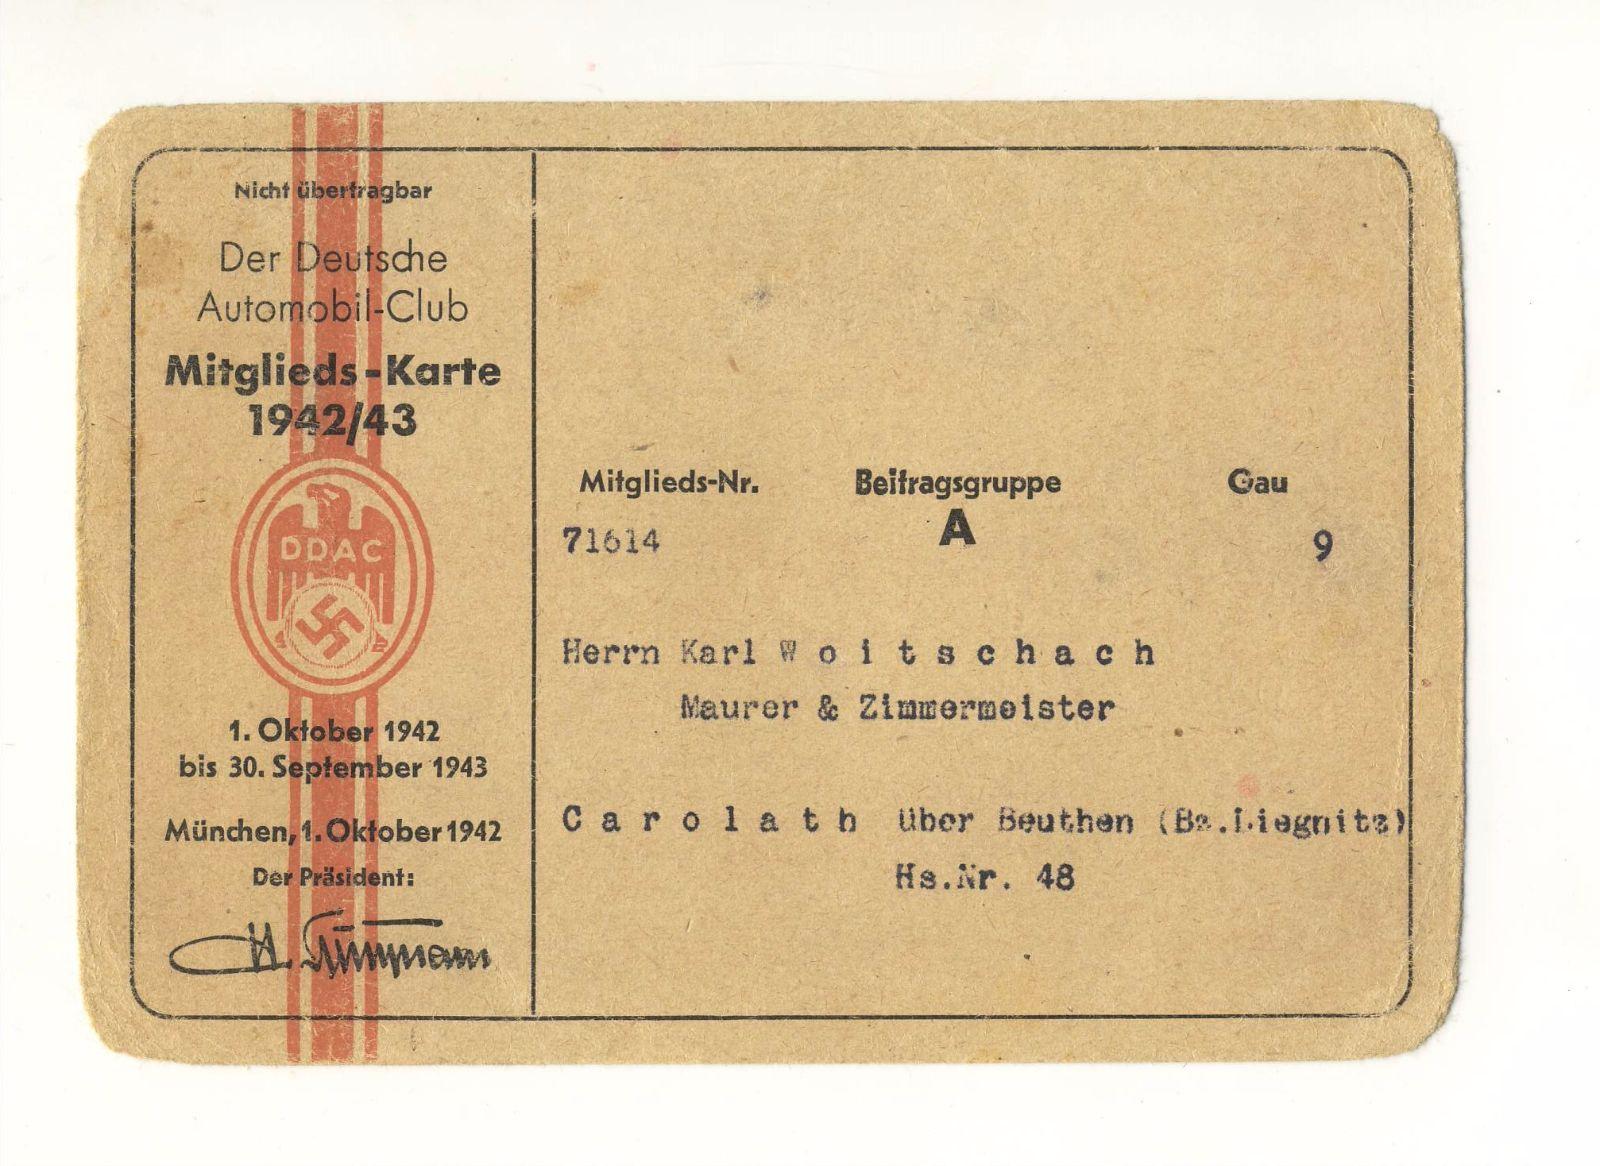 Nicht übertragbar
Der Deutsche
Automobil-Club
Mitglieds-Karte
1942/43
DDAC
1. Oktober 1942
bis 30. September 1943
München, 1. Oktober 1942
Der Präsident:
Mitglieds-Nr. Beitragsgruppe Gau
71614 A 9
Herrn Karl W o i t s c h a c h
Maurer & Zimmermeister
C a r o l a t h über Beuthen (Bz.Liegnitz)
Hs.Nr. 48